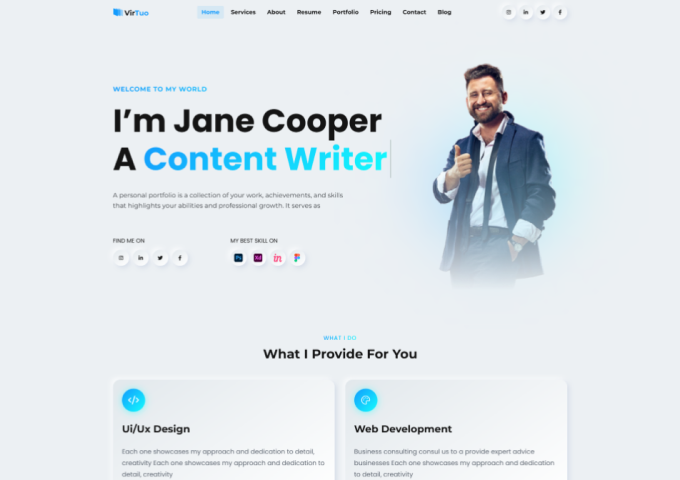 VirTuo
Home Services About Resume Portfolio Pricing Contact Blog
WELCOME TO MY WORLD
I'm Jane Cooper
A Content Writer
A personal portfolio is a collection of your work, achievements, and skills
that highlights your abilities and professional growth. It serves as
FIND ME ON
MY BEST SKILL ON
Ps Xd in
WHAT I DO
What I Provide For You
Ui/Ux Design
Each one showcases my approach and dedication to detail,
creativity Each one showcases my approach and dedication to
detail, creativity
Web Development
Business consulting consul us to a provide expert advice
businesses Each one showcases my approach and dedication
to detail, creativity